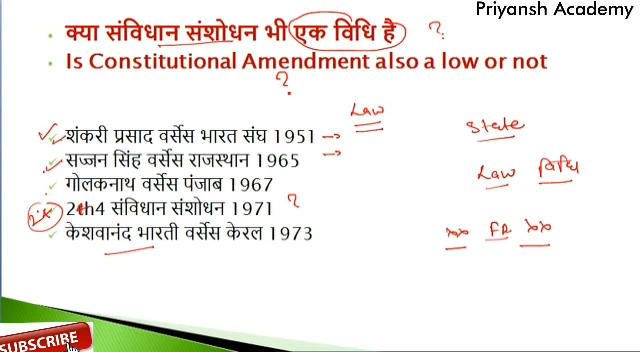 Priyansh Academy
क्या संविधान संशोधन भी एक विधि है ?
Is Constitutional Amendment also a low or not
?
Law
शंकरी प्रसाद वर्सेस भारत संघ 1951
State
सज्जन सिंह वर्सेस राजस्थान 1965
Law विधि
गोलकनाथ वर्सेस पंजाब 1967
24 2th4 संविधान संशोधन 1971 ?
केशवानंद भारती वर्सेस केरल 1973
FR
SUBSCRIBE